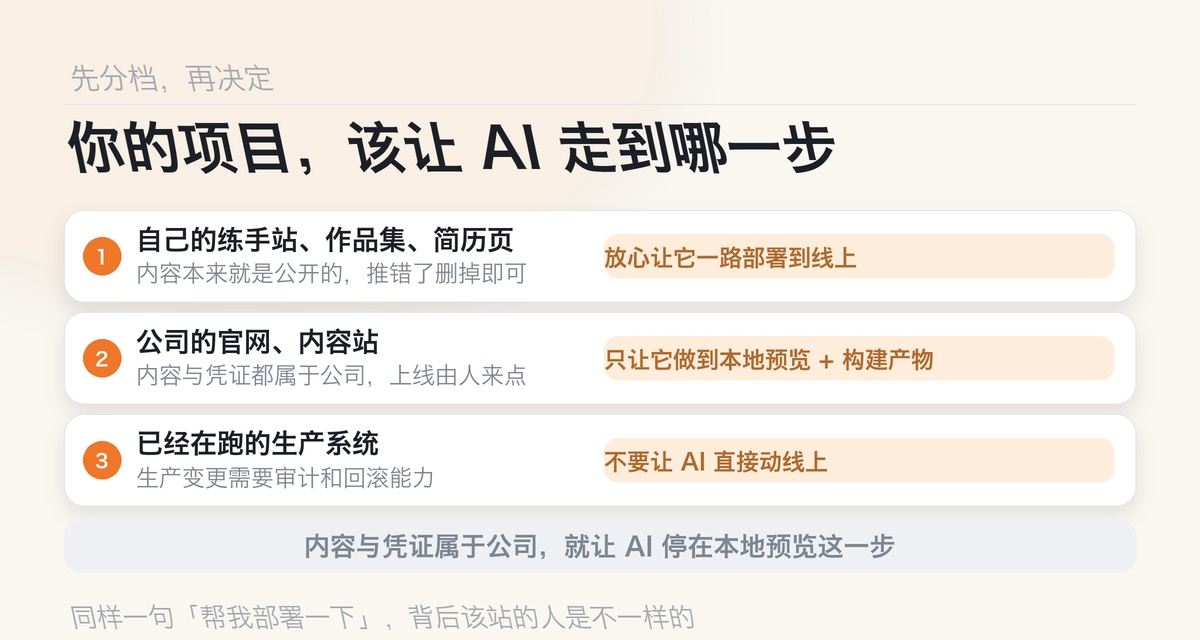 先分档，再决定
你的项目，该让 AI 走到哪一步
1
自己的练手站、作品集、简历页
内容本来就是公开的，推错了删掉即可
放心让它一路部署到线上
2
公司的官网、内容站
内容与凭证都属于公司，上线由人来点
只让它做到本地预览 + 构建产物
3
已经在跑的生产系统
生产变更需要审计和回滚能力
不要让 AI 直接动线上
内容与凭证属于公司，就让 AI 停在本地预览这一步
同样一句「帮我部署一下」，背后该站的人是不一样的